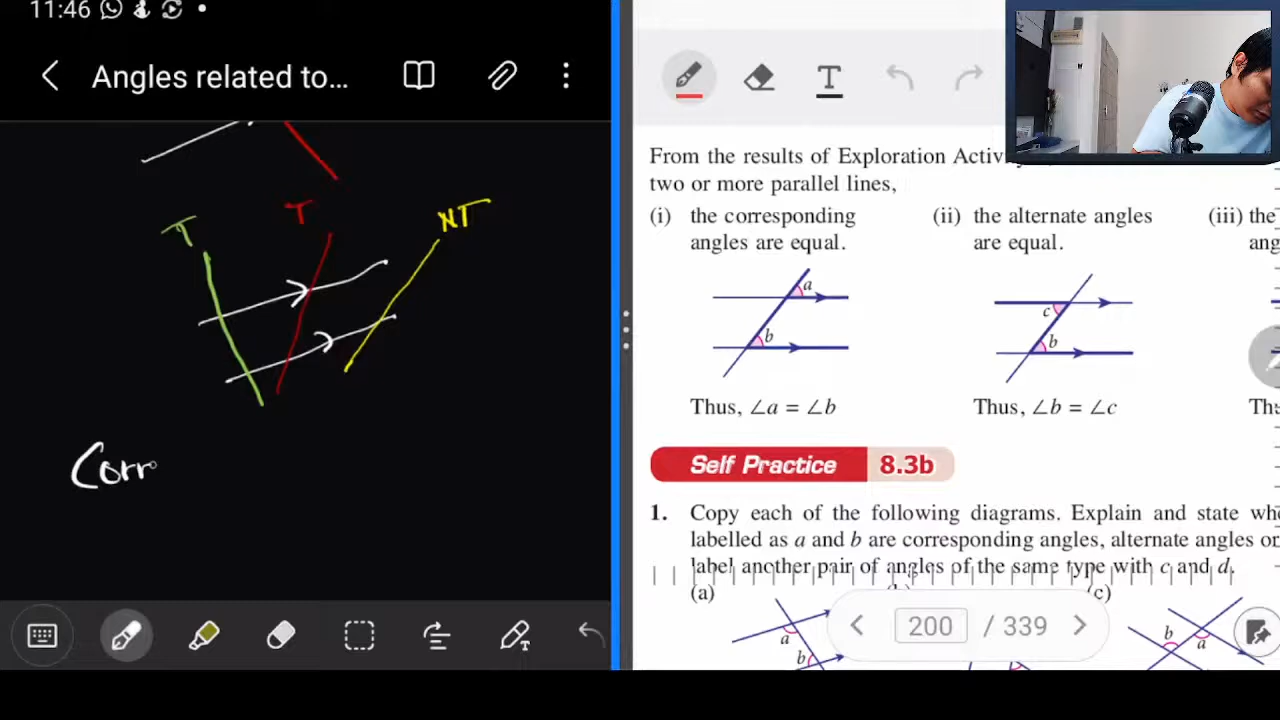 11:46
Angles related to...
T
T
NT
Corr
T
From the results of Exploration Activ
two or more parallel lines,
(i) the corresponding angles are equal.
a
b
Thus, ∠a = ∠b
(ii) the alternate angles are equal.
c
b
Thus, ∠b = ∠c
(iii) the
ang
Thu
Self Practice 8.3b
1. Copy each of the following diagrams. Explain and state wh
labelled as a and b are corresponding angles, alternate angles or
label another pair of angles of the same type with c and d.
(a)
(c)
a
b
b
a
200 / 339